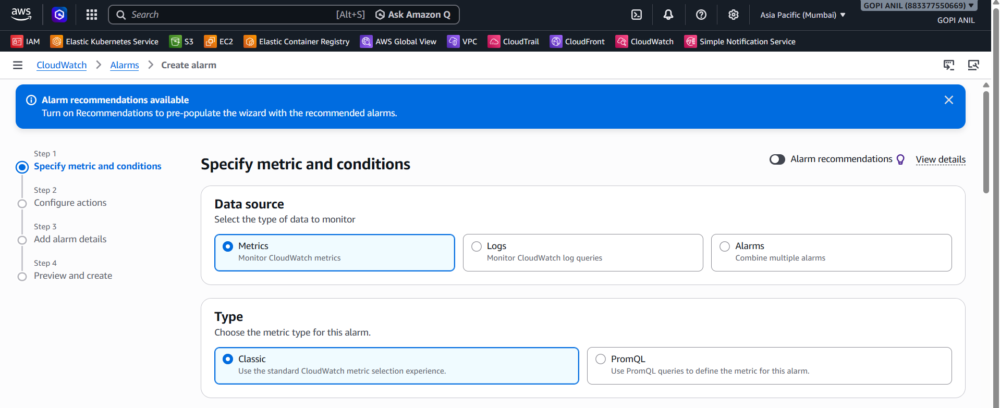 aws
Search [Alt+S] Ask Amazon Q
Asia Pacific (Mumbai) ▼
GOPI ANIL (883377550669) ▼
GOPI ANIL
IAM Elastic Kubernetes Service S3 EC2 Elastic Container Registry AWS Global View VPC CloudTrail CloudFront CloudWatch Simple Notification Service
CloudWatch > Alarms > Create alarm
Alarm recommendations available
Turn on Recommendations to pre-populate the wizard with the recommended alarms.
Step 1
Specify metric and conditions
Step 2
Configure actions
Step 3
Add alarm details
Step 4
Preview and create
Specify metric and conditions
Alarm recommendations View details
Data source
Select the type of data to monitor
Metrics
Monitor CloudWatch metrics
Logs
Monitor CloudWatch log queries
Alarms
Combine multiple alarms
Type
Choose the metric type for this alarm.
Classic
Use the standard CloudWatch metric selection experience.
PromQL
Use PromQL queries to define the metric for this alarm.